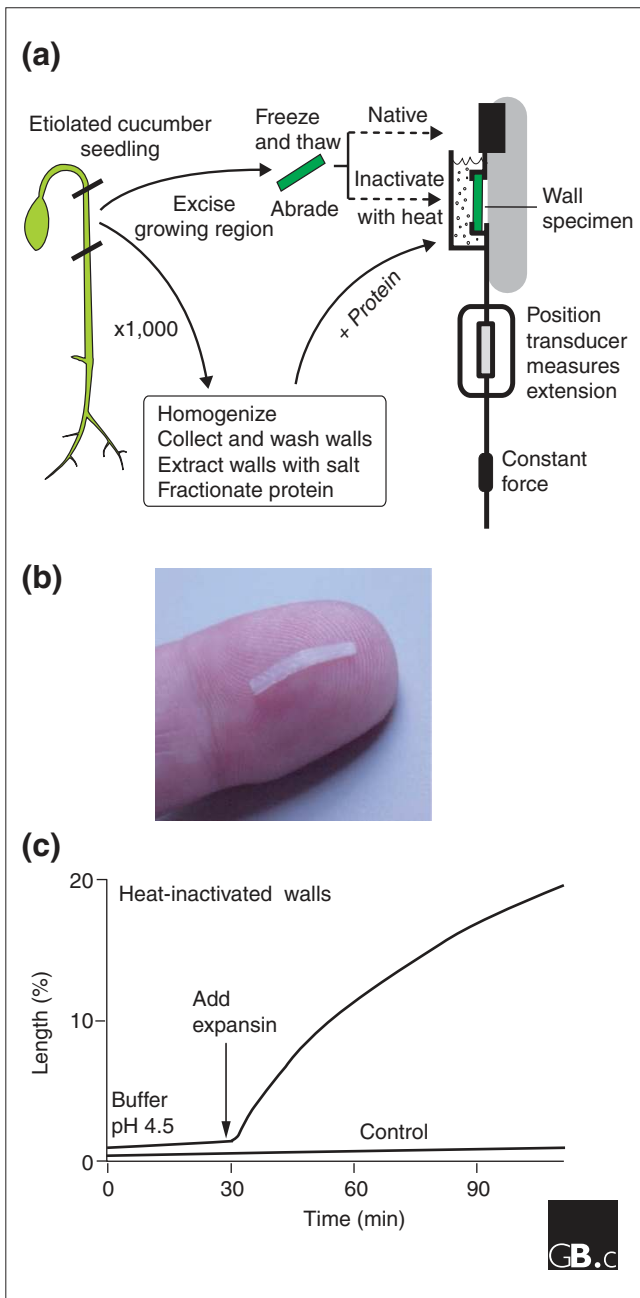 (a)
Etiolated cucumber
seedling
Freeze
and thaw
Native
Inactivate
with heat
Abrade
Excise
growing region
Wall
specimen
x1,000
+ Protein
Position
transducer
measures
extension
Homogenize
Collect and wash walls
Extract walls with salt
Fractionate protein
Constant
force
(b)
(c)
20
Heat-inactivated walls
Length (%)
Add
expansin
10
Buffer
pH 4.5
Control
0
0
30
60
90
Time (min)
GB.c